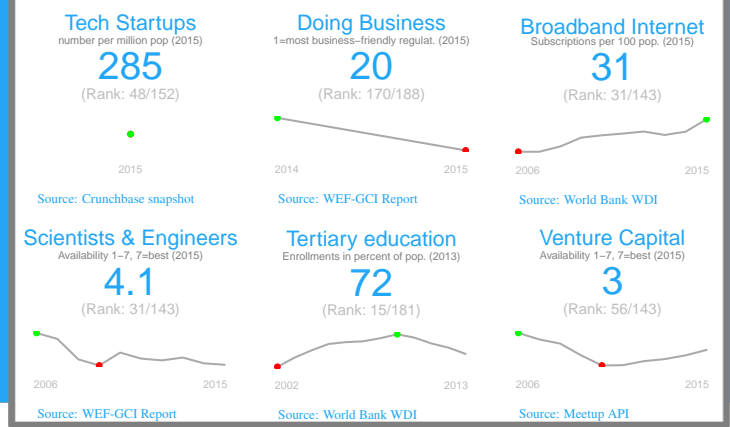 Tech Startups
number per million pop (2015)
285
(Rank: 48/152)
2015
Source: Crunchbase snapshot
Doing Business
1=most business−friendly regulat. (2015)
20
(Rank: 170/188)
2014 2015
Source: WEF-GCI Report
Broadband Internet
Subscriptions per 100 pop. (2015)
31
(Rank: 31/143)
2006 2015
Source: World Bank WDI
Scientists & Engineers
Availability 1−7, 7=best (2015)
4.1
(Rank: 31/143)
2006 2015
Source: WEF-GCI Report
Tertiary education
Enrollments in percent of pop. (2013)
72
(Rank: 15/181)
2002 2013
Source: World Bank WDI
Venture Capital
Availability 1−7, 7=best (2015)
3
(Rank: 56/143)
2006 2015
Source: Meetup API